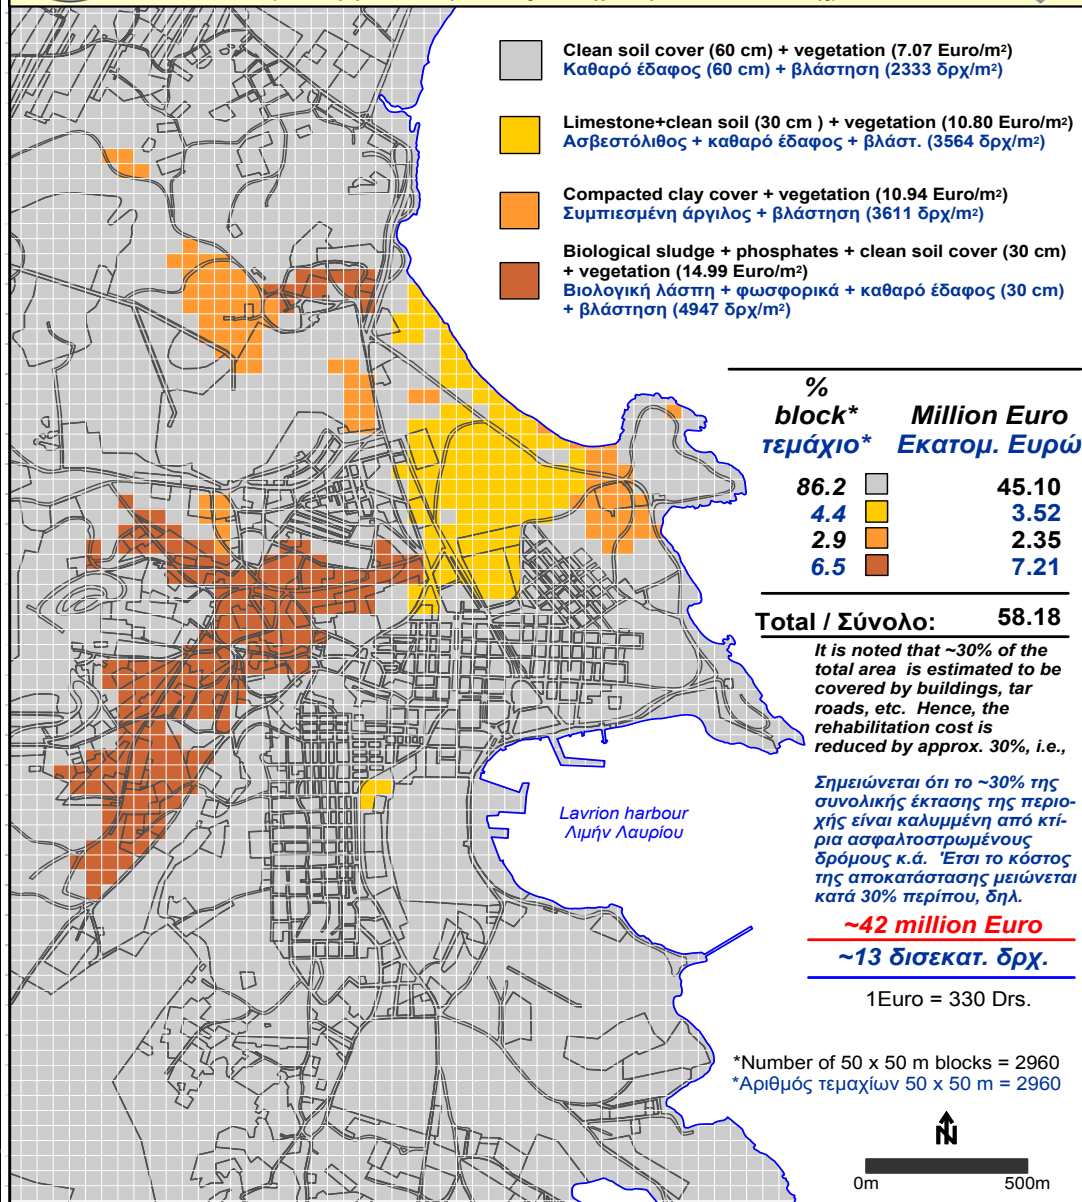 Clean soil cover (60 cm) + vegetation (7.07 Euro/m²)
Καθαρό έδαφος (60 cm) + βλάστηση (2333 δρχ/m²)
Limestone+clean soil (30 cm ) + vegetation (10.80 Euro/m²)
Ασβεστόλιθος + καθαρό έδαφος + βλάστ. (3564 δρχ/m²)
Compacted clay cover + vegetation (10.94 Euro/m²)
Συμπιεσμένη άργιλος + βλάστηση (3611 δρχ/m²)
Biological sludge + phosphates + clean soil cover (30 cm)
+ vegetation (14.99 Euro/m²)
Βιολογική λάσπη + φωσφορικά + καθαρό έδαφος (30 cm)
+ βλάστηση (4947 δρχ/m²)
%
block* Million Euro
τεμάχιο* Εκατομ. Ευρώ
86.2 45.10
4.4 3.52
2.9 2.35
6.5 7.21
Total / Σύνολο: 58.18
It is noted that ~30% of the
total area is estimated to be
covered by buildings, tar
roads, etc. Hence, the
rehabilitation cost is
reduced by approx. 30%, i.e.,
Σημειώνεται ότι το ~30% της
συνολικής έκτασης της περιο-
χής είναι καλυμμένη από κτί-
ρια ασφαλτοστρωμένους
δρόμους κ.ά. Έτσι το κόστος
της αποκατάστασης μειώνεται
κατά 30% περίπου, δηλ.
~42 million Euro
~13 δισεκατ. δρχ.
1Euro = 330 Drs.
Lavrion harbour
Λιμήν Λαυρίου
*Number of 50 x 50 m blocks = 2960
*Αριθμός τεμαχίων 50 x 50 m = 2960
N
0m 500m